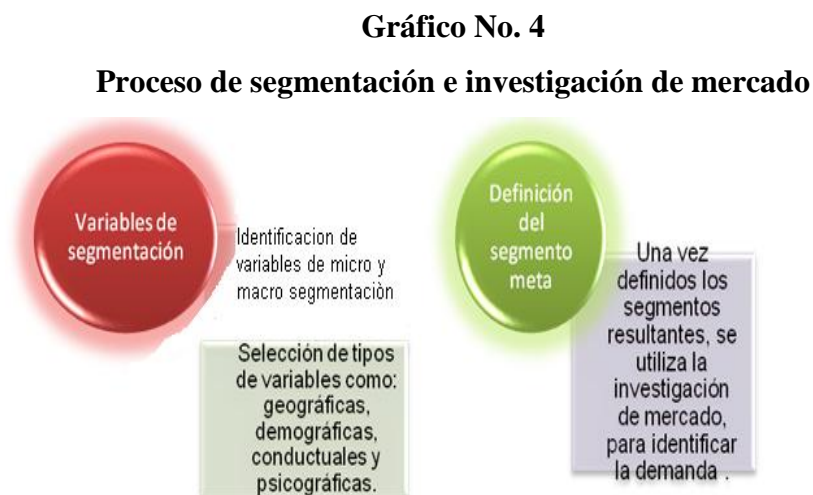 Gráfico No. 4
Proceso de segmentación e investigación de mercado
Variables de
segmentación
Identificacion de
variables de micro y
macro segmentaciòn
Selección de tipos
de variables como:
geográficas,
demográficas,
conductuales y
psicográficas.
Definición
del
segmento
meta
Una vez
definidos los
segmentos
resultantes, se
utiliza la
investigación
de mercado,
para identificar
la demanda .